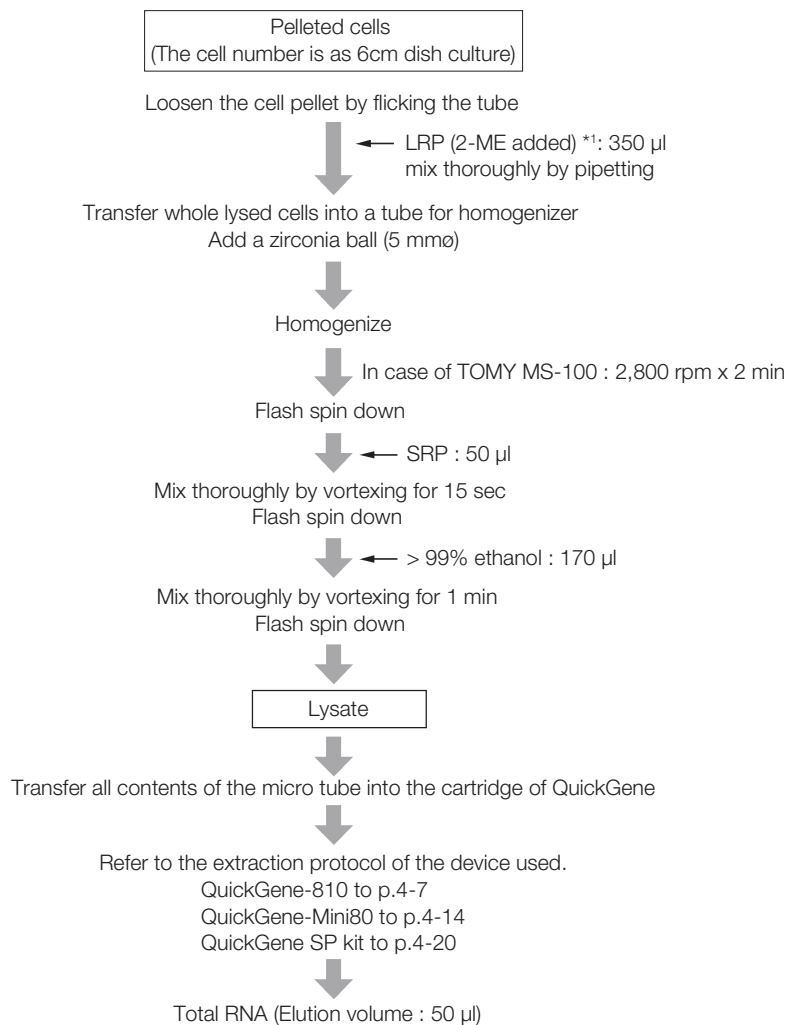 Pelleted cells
(The cell number is as 6cm dish culture)
Loosen the cell pellet by flicking the tube
LRP (2-ME added) *¹: 350 µl
mix thoroughly by pipetting
Transfer whole lysed cells into a tube for homogenizer
Add a zirconia ball (5 mmø)
Homogenize
In case of TOMY MS-100 : 2,800 rpm x 2 min
Flash spin down
SRP : 50 µl
Mix thoroughly by vortexing for 15 sec
Flash spin down
> 99% ethanol : 170 µl
Mix thoroughly by vortexing for 1 min
Flash spin down
Lysate
Transfer all contents of the micro tube into the cartridge of QuickGene
Refer to the extraction protocol of the device used.
QuickGene-810 to p.4-7
QuickGene-Mini80 to p.4-14
QuickGene SP kit to p.4-20
Total RNA (Elution volume : 50 µl)